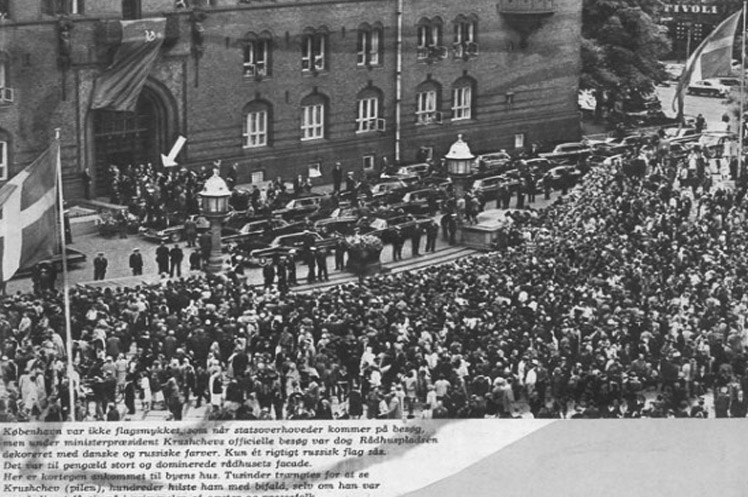 TIVOLI
København var ikke flagsmykket, som når statsoverhoveder kommer på besøg,
men under ministerpræsident Krushchevs officielle besøg var dog Rådhuspladsen
dekoreret med danske og russiske farver. Kun ét rigtigt russisk flag sås.
Det var til gengæld stort og dominerede rådhusets facade.
Her er kortegen ankommet til byens hus. Tusinder trængtes for at se
Krushchev (pilen), hundreder hilste ham med bifald, selv om han var